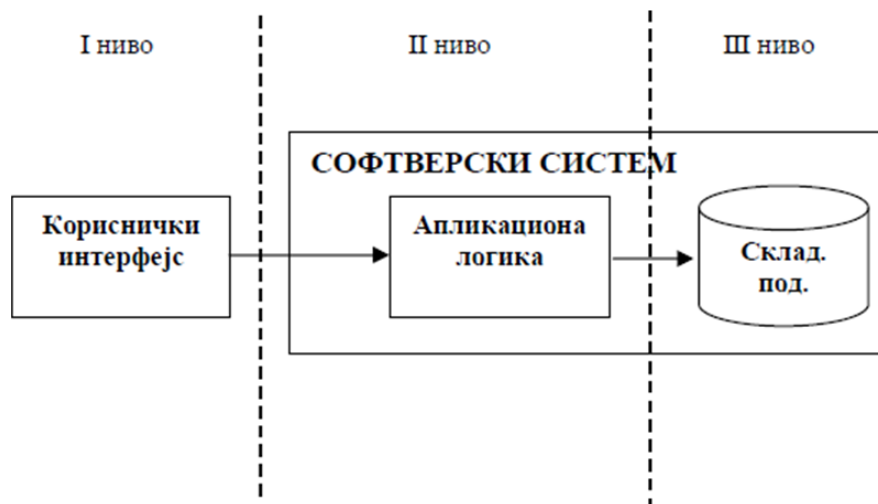 I ниво
II ниво
III ниво
СОФТВЕРСКИ СИСТЕМ
Кориснички
интерфејс
Апликациона
логика
Склад.
под.